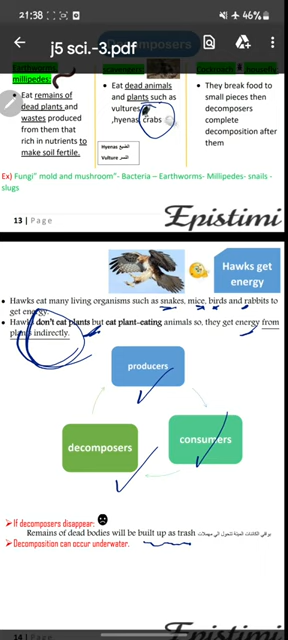 21:38
46%
j5 sci.-3.pdf
Earthworms,
millipedes:
• Eat remains of
dead plants and
wastes produced
from them that
rich in nutrients to
make soil fertile.
• Eat dead animals
and plants such as
vultures
,hyenas crabs
Hyenas الضبع
Vulture النسر
• They break food to
small pieces then
decomposers
complete
decomposition after
them
Ex) Fungi" mold and mushroom"- Bacteria – Earthworms- Millipedes- snails -
slugs
13 | Page
Epistimi
Hawks get
energy
• Hawks eat many living organisms such as snakes, mice, birds and rabbits to
get energy.
• Hawks don't eat plants but eat plant-eating animals so, they get energy from
plants indirectly.
producers
consumers
decomposers
➤ If decomposers disappear:
Remains of dead bodies will be built up as trash
➤ Decomposition can occur underwater.
14 | Page
Epistimi